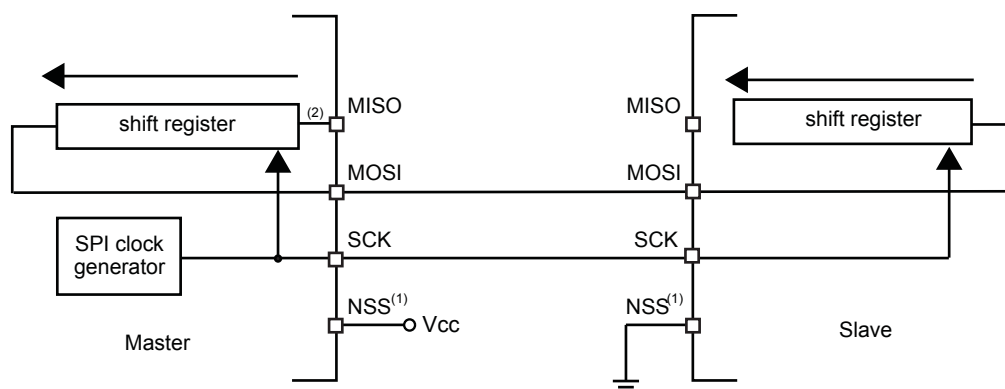 MISO
MISO
(2)
shift register
shift register
MOSI
MOSI
SPI clock
generator
SCK
SCK
NSS(1)
Vcc
NSS(1)
Master
Slave